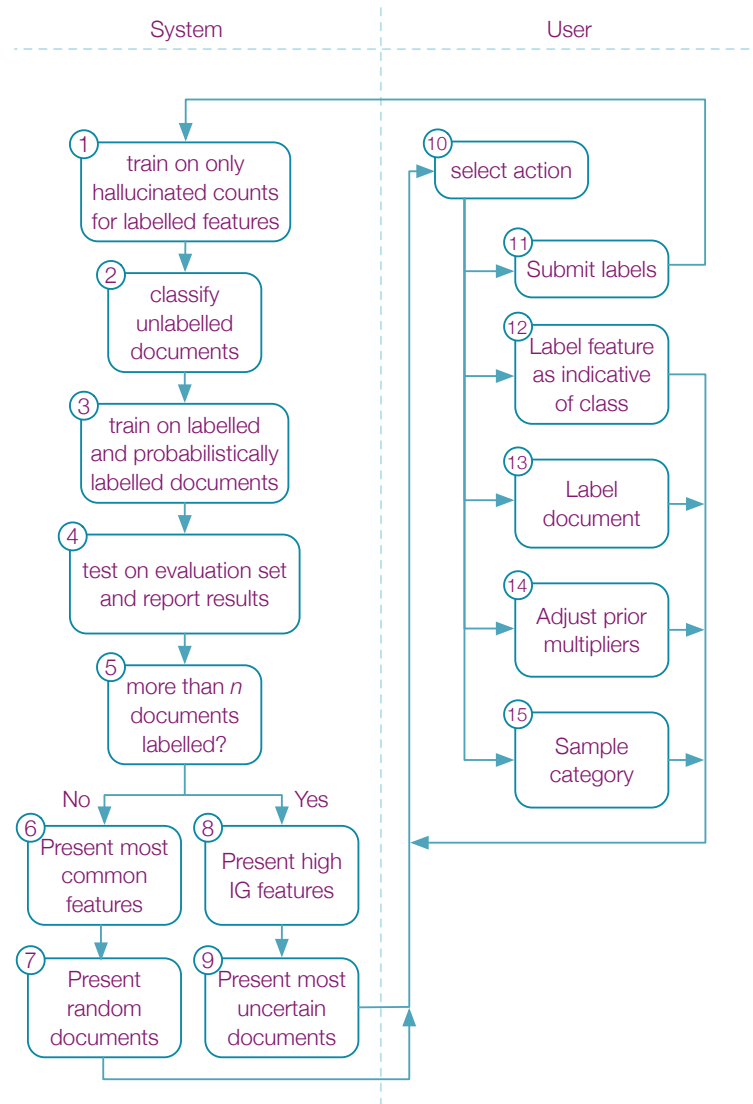 System
User
1
train on only
hallucinated counts
for labelled features
2
classify
unlabelled
documents
3
train on labelled
and probabilistically
labelled documents
4
test on evaluation set
and report results
5
more than n
documents
labelled?
No
Yes
6
Present most
common
features
7
Present
random
documents
8
Present high
IG features
9
Present most
uncertain
documents
10
select action
11
Submit labels
12
Label feature
as indicative
of class
13
Label
document
14
Adjust prior
multipliers
15
Sample
category